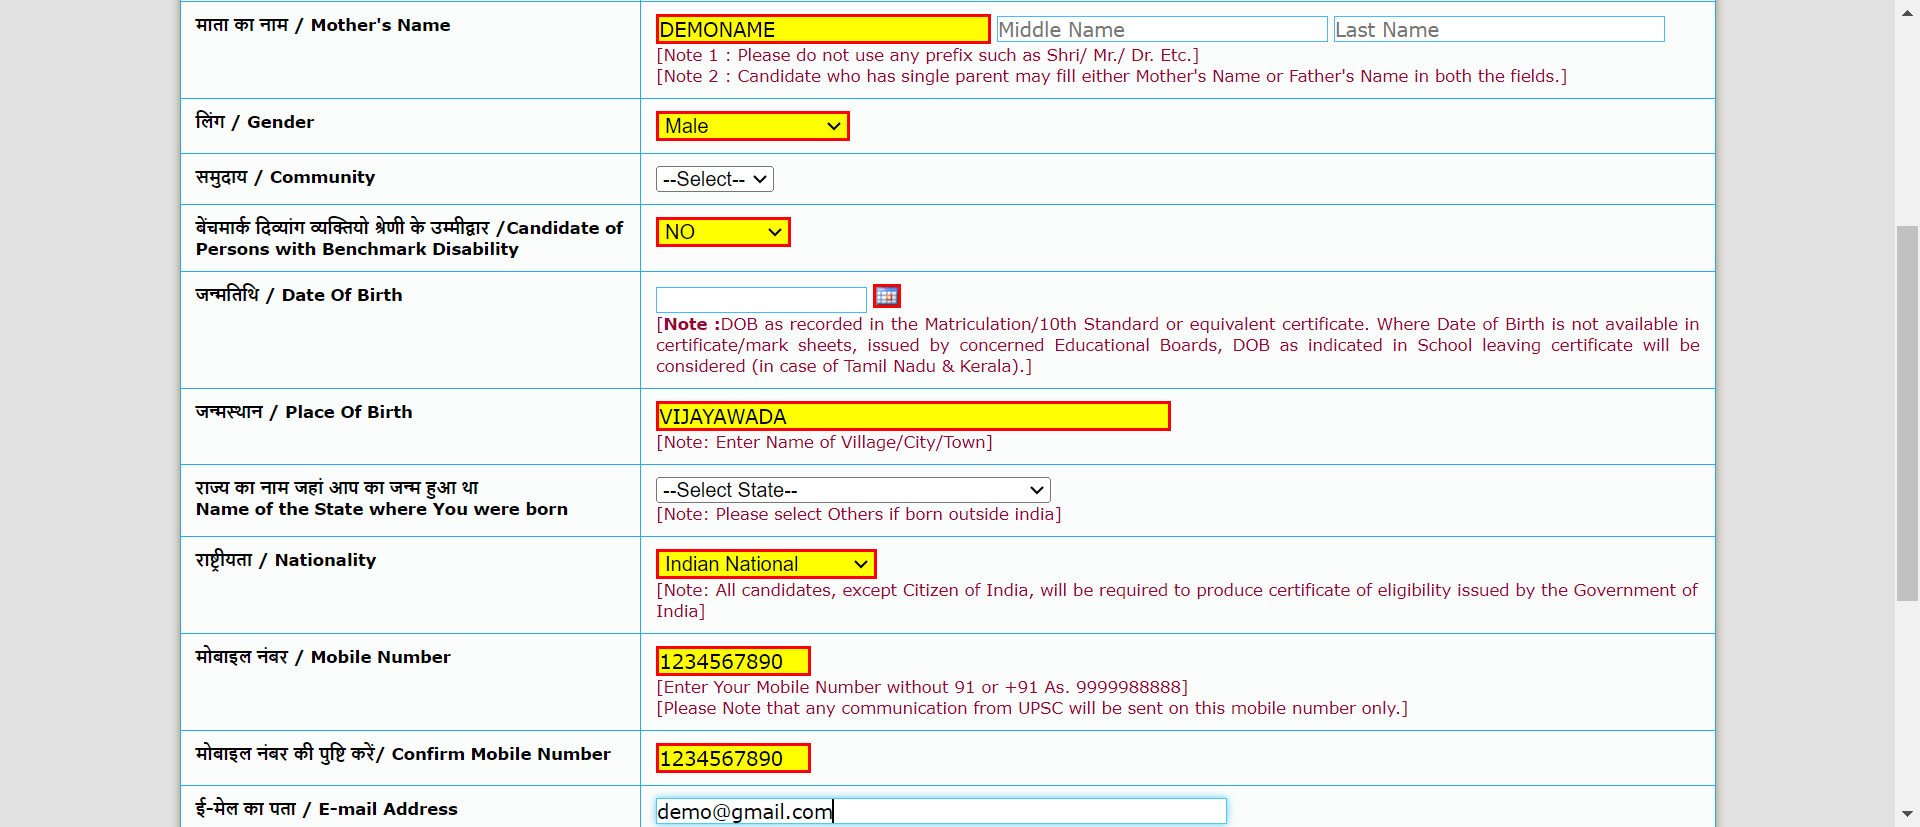 माता का नाम / Mother's Name
DEMONAME Middle Name Last Name
[Note 1 : Please do not use any prefix such as Shri/ Mr./ Dr. Etc.]
[Note 2 : Candidate who has single parent may fill either Mother's Name or Father's Name in both the fields.]
लिंग / Gender
Male
समुदाय / Community
--Select--
बेंचमार्क दिव्यांग व्यक्तियो श्रेणी के उम्मीद्वार /Candidate of
Persons with Benchmark Disability
NO
जन्मतिथि / Date Of Birth
[Note :DOB as recorded in the Matriculation/10th Standard or equivalent certificate. Where Date of Birth is not available in
certificate/mark sheets, issued by concerned Educational Boards, DOB as indicated in School leaving certificate will be
considered (in case of Tamil Nadu & Kerala).]
जन्मस्थान / Place Of Birth
VIJAYAWADA
[Note: Enter Name of Village/City/Town]
राज्य का नाम जहां आप का जन्म हुआ था
Name of the State where You were born
--Select State--
[Note: Please select Others if born outside india]
राष्ट्रीयता / Nationality
Indian National
[Note: All candidates, except Citizen of India, will be required to produce certificate of eligibility issued by the Government of
India]
मोबाइल नंबर / Mobile Number
1234567890
[Enter Your Mobile Number without 91 or +91 As. 9999988888]
[Please Note that any communication from UPSC will be sent on this mobile number only.]
मोबाइल नंबर की पुष्टि करें/ Confirm Mobile Number
1234567890
ई-मेल का पता / E-mail Address
demo@gmail.com